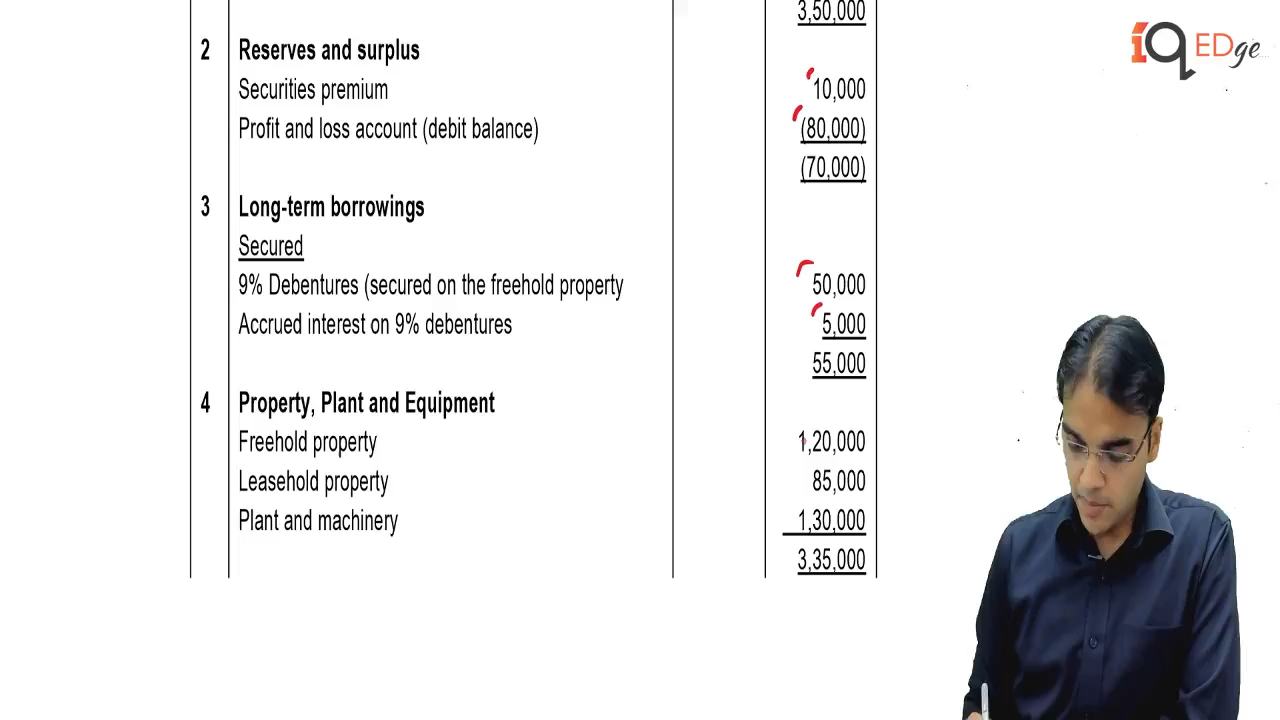 3,50,000
iQ EDge
2 Reserves and surplus
Securities premium 10,000
Profit and loss account (debit balance) (80,000)
(70,000)
3 Long-term borrowings
Secured
9% Debentures (secured on the freehold property 50,000
Accrued interest on 9% debentures 5,000
55,000
4 Property, Plant and Equipment
Freehold property 1,20,000
Leasehold property 85,000
Plant and machinery 1,30,000
3,35,000